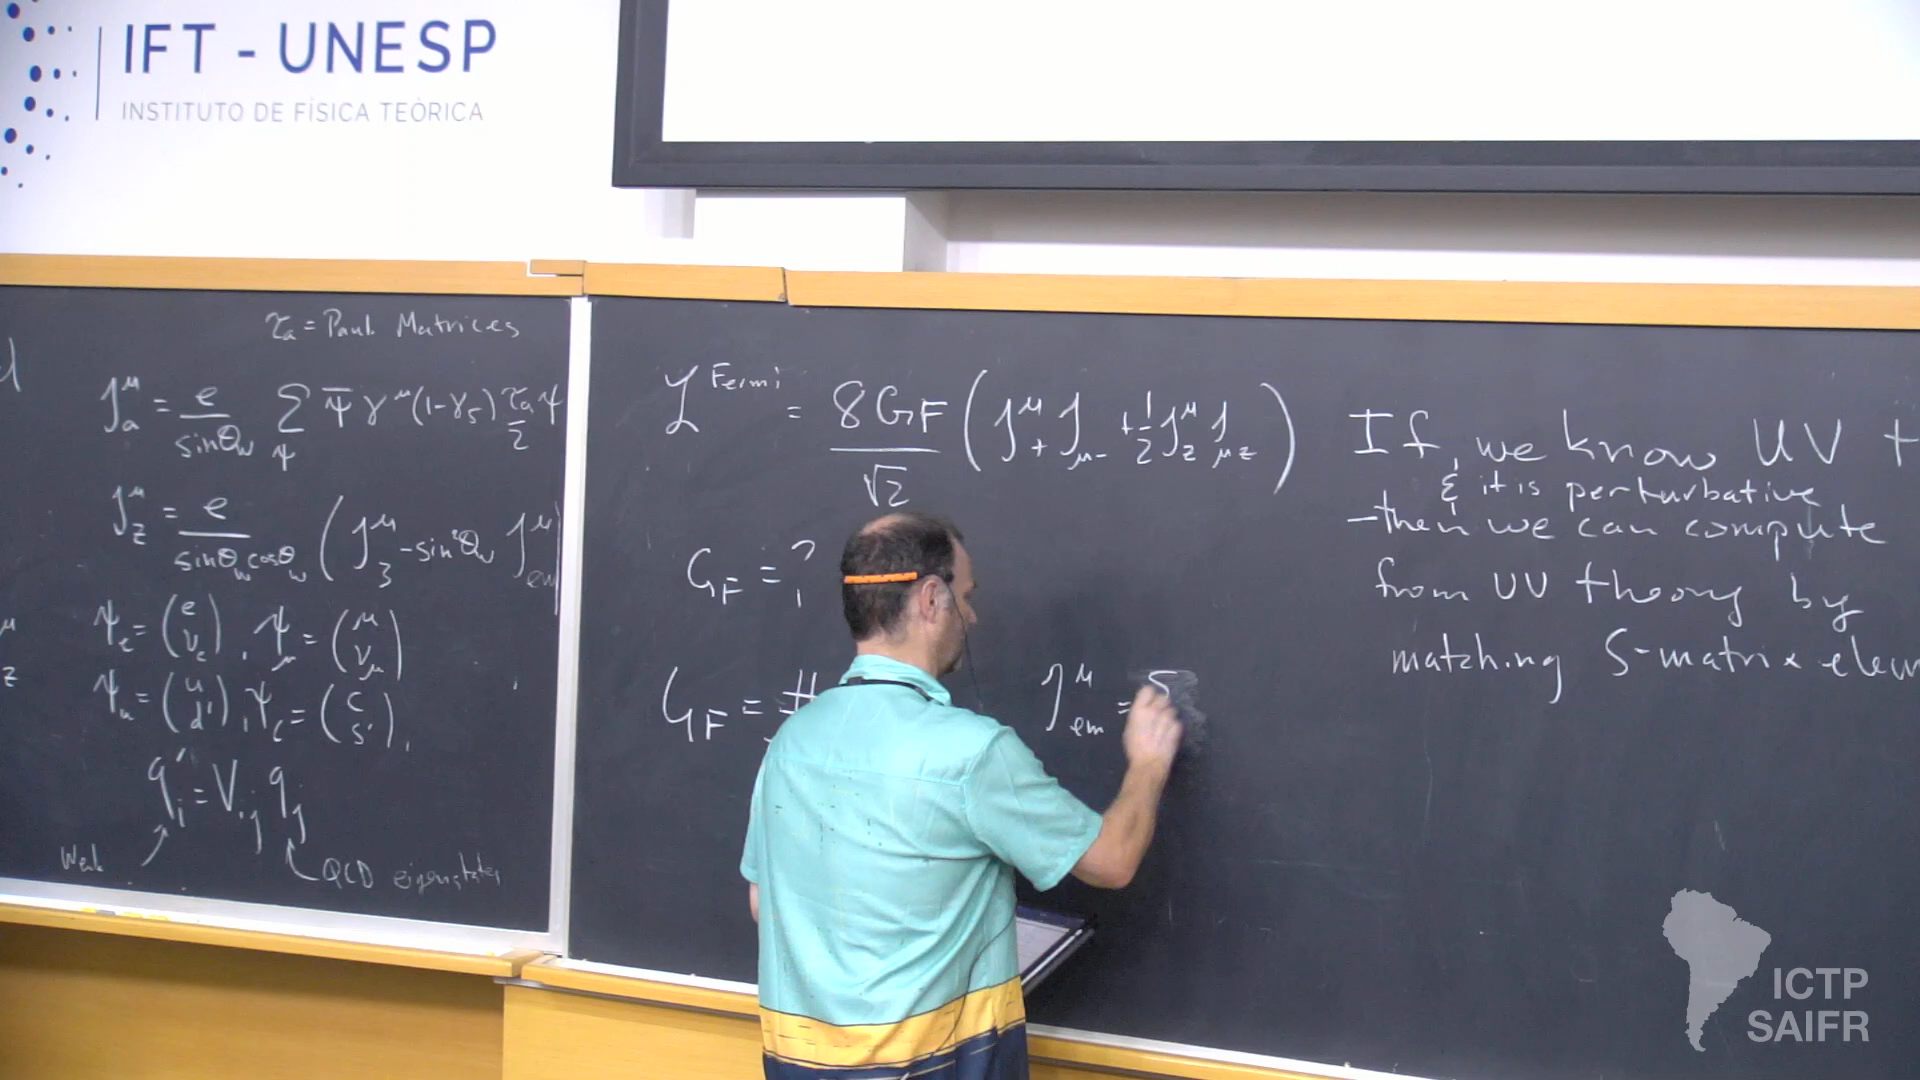 IFT - UNESP
INSTITUTO DE FÍSICA TEÓRICA
τₐ = Paul. Matrices
J^μ_a = e/sinθ_W Σ_ψ ψ̄ γ^μ (1-γ₅) τₐ/2 ψ
J^μ_z = e/(sinθ_W cosθ_W) (J^μ_3 - sin²θ_W J^μ_em)
ψ_e = (e ν_e), ψ_μ = (μ ν_μ)
ψ_u = (u d'), ψ_c = (c s'),
q'_i = V_ij q_j
Weak
QCD eigenstates
ℒ^Fermi = 8G_F/√2 (J^μ_+ J_μ- + 1/2 J^μ_z J_μz)
G_F = ?
G_F = #
J^μ_em =
If we know UV
& it is perturbative
- then we can compute
from UV theory by
matching S-matrix
ICTP
SAIFR